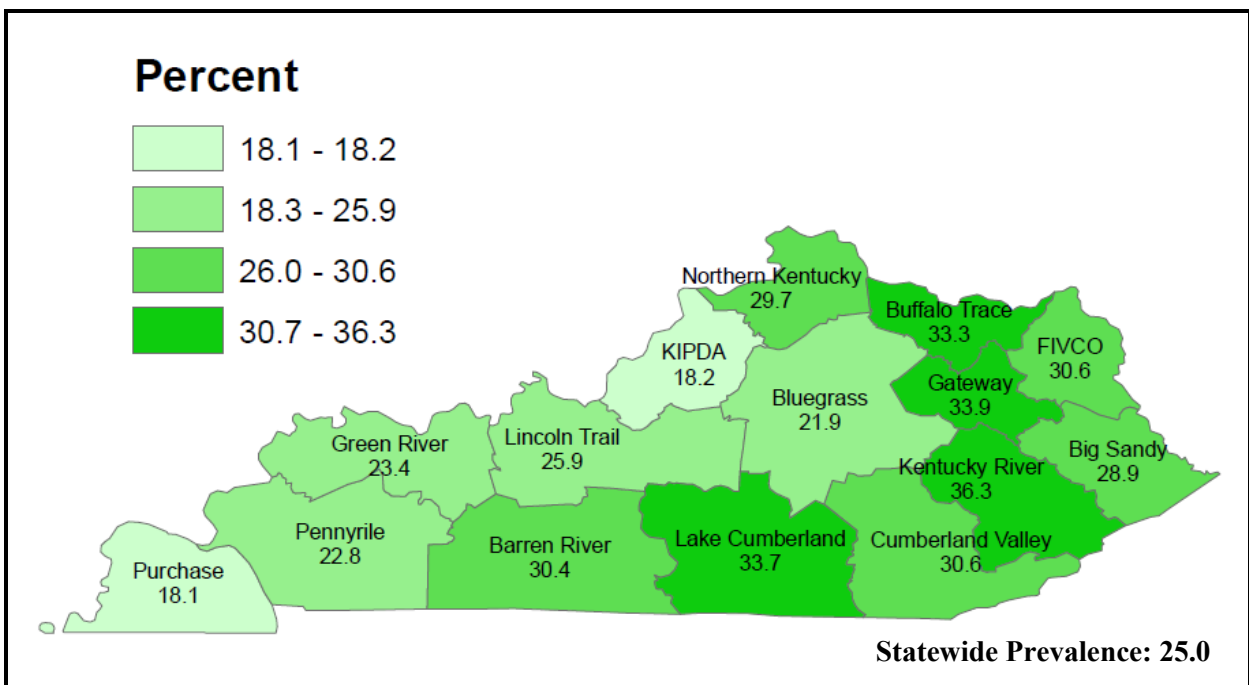 Percent
18.1 - 18.2
18.3 - 25.9
26.0 - 30.6
30.7 - 36.3
Northern Kentucky
29.7
Buffalo Trace
33.3
FIVCO
30.6
KIPDA
18.2
Gateway
33.9
Bluegrass
21.9
Green River
23.4
Lincoln Trail
25.9
Big Sandy
28.9
Kentucky River
36.3
Pennyrile
22.8
Barren River
30.4
Lake Cumberland
33.7
Cumberland Valley
30.6
Purchase
18.1
Statewide Prevalence: 25.0